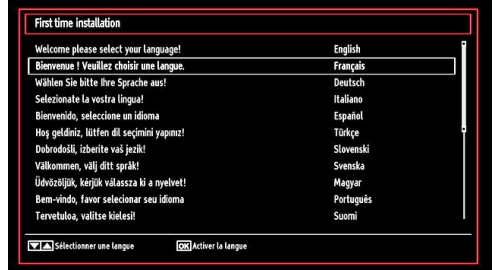 First time installation
Welcome please select your language! English
Bienvenue ! Veuillez choisir une langue. Français
Wählen Sie bitte Ihre Sprache aus! Deutsch
Selezionate la vostra lingua! Italiano
Bienvenido, seleccione un idioma Español
Hoş geldiniz, lütfen dil seçimini yapınız! Türkçe
Dobrodošli, izberite vaš jezik! Slovenski
Välkommen, välj ditt språk! Svenska
Üdvözöljük, kérjük válassza ki a nyelvet! Magyar
Bem-vindo, favor selecionar seu idioma Português
Tervetuloa, valitse kielesi! Suomi
Sélectionner une langue OK Activer la langue